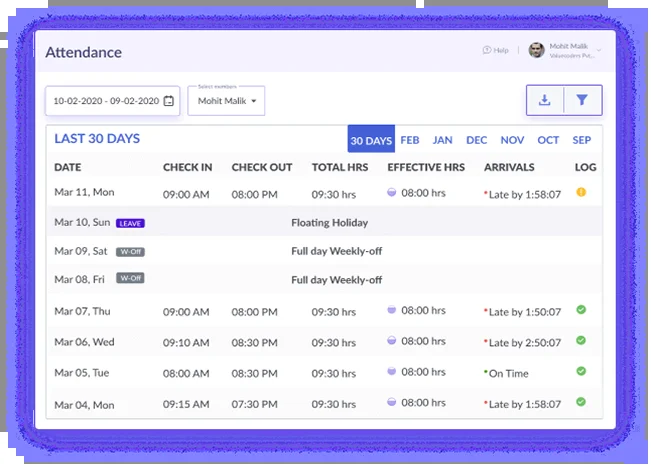 Attendance
Help
Mohit Malik
10-02-2020 - 09-02-2020
Select members
Mohit Malik
LAST 30 DAYS
30 DAYS FEB JAN DEC NOV OCT SEP
DATE CHECK IN CHECK OUT TOTAL HRS EFFECTIVE HRS ARRIVALS LOG
Mar 11, Mon 09:00 AM 08:00 PM 09:30 hrs 08:00 hrs *Late by 1:58:07
Mar 10, Sun LEAVE Floating Holiday
Mar 09, Sat W-Off Full day Weekly-off
Mar 08, Fri W-Off Full day Weekly-off
Mar 07, Thu 09:00 AM 08:00 PM 09:30 hrs 08:00 hrs *Late by 1:50:07
Mar 06, Wed 09:10 AM 08:30 PM 09:30 hrs 08:00 hrs *Late by 2:50:07
Mar 05, Tue 08:00 AM 08:30 PM 09:30 hrs 08:00 hrs *On Time
Mar 04, Mon 09:15 AM 07:30 PM 09:30 hrs 08:00 hrs *Late by 1:58:07